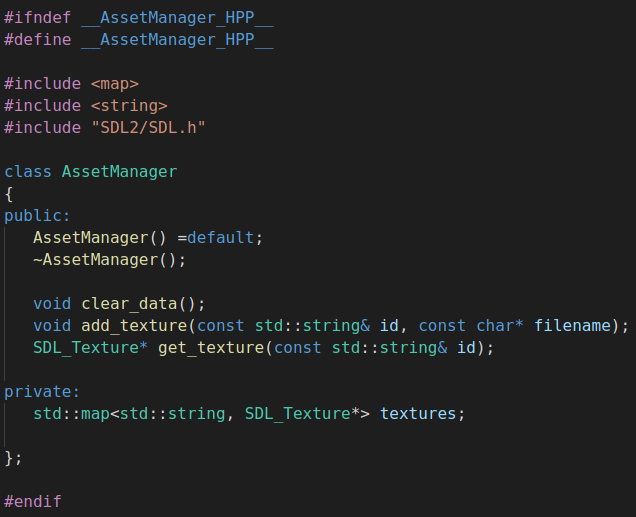 #ifndef __AssetManager_HPP__
#define __AssetManager_HPP__
#include <map>
#include <string>
#include "SDL2/SDL.h"
class AssetManager
{
public:
AssetManager() =default;
~AssetManager();
void clear_data();
void add_texture(const std::string& id, const char* filename);
SDL_Texture* get_texture(const std::string& id);
private:
std::map<std::string, SDL_Texture*> textures;
};
#endif